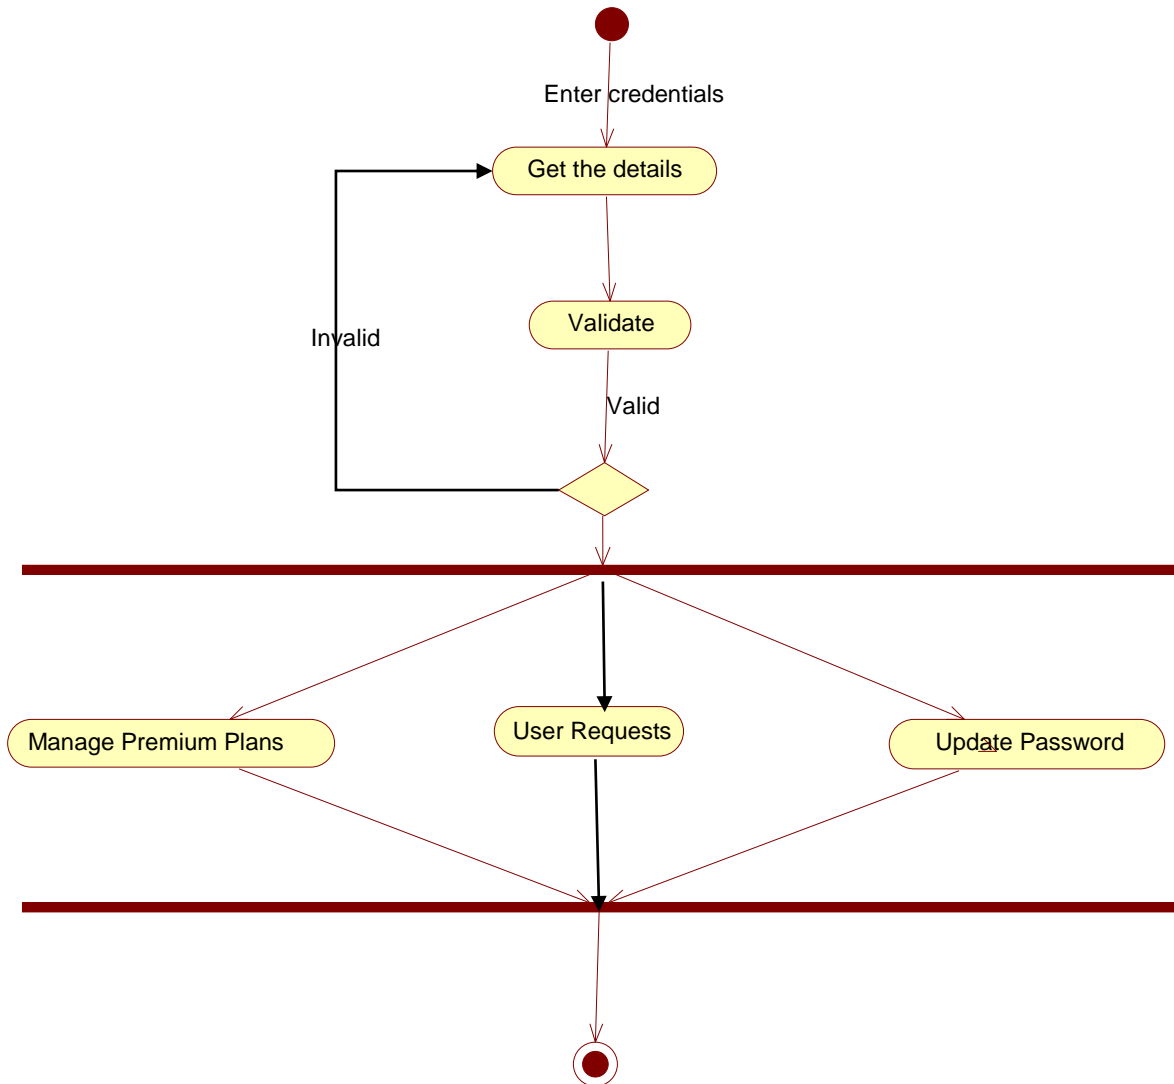 Enter credentials
Get the details
Validate
Invalid
Valid
Manage Premium Plans
User Requests
Update Password